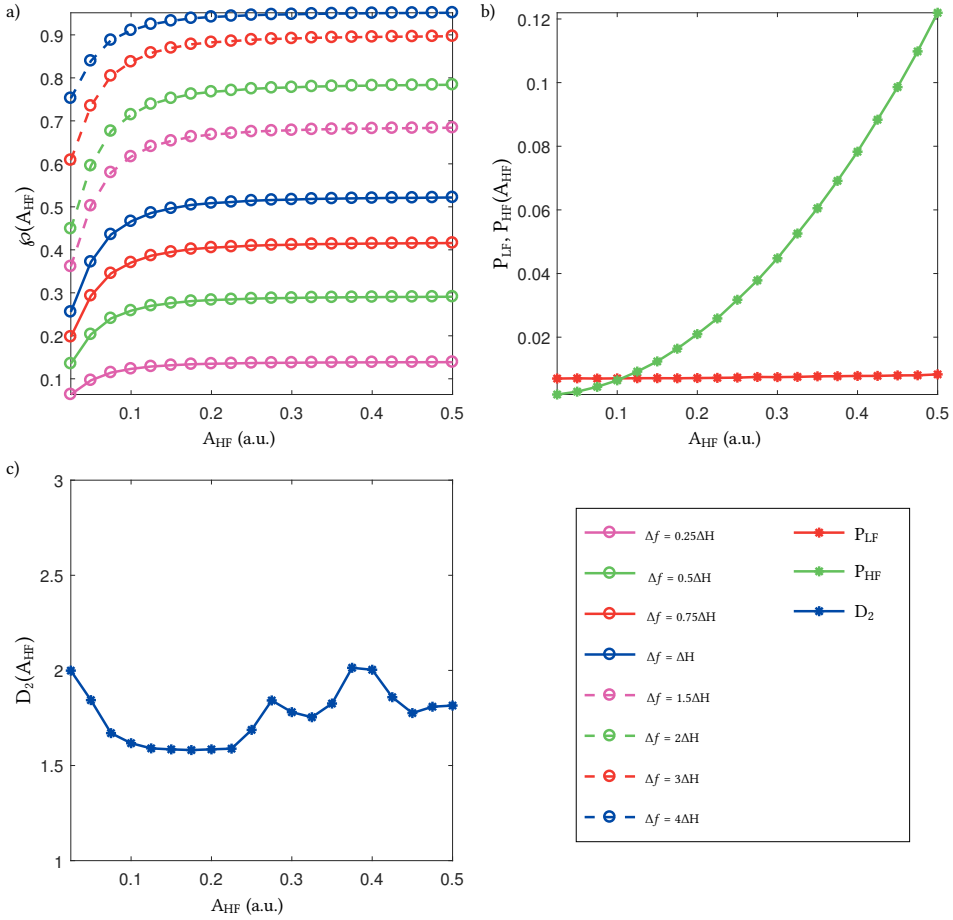 a)
0.9
0.8
0.7
0.6
0.5
0.4
0.3
0.2
0.1
℘(A_HF)
0.1 0.2 0.3 0.4 0.5
A_HF (a.u.)
b)
0.12
0.1
0.08
0.06
0.04
0.02
P_LF, P_HF(A_HF)
0.1 0.2 0.3 0.4 0.5
A_HF (a.u.)
c)
3
2.5
2
1.5
1
D_2(A_HF)
0.1 0.2 0.3 0.4 0.5
A_HF (a.u.)
Δf = 0.25ΔH
Δf = 0.5ΔH
Δf = 0.75ΔH
Δf = ΔH
Δf = 1.5ΔH
Δf = 2ΔH
Δf = 3ΔH
Δf = 4ΔH
P_LF
P_HF
D_2